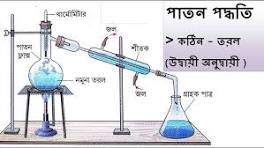 পাতন পদ্ধতি
> কঠিন - তরল
(উদ্বায়ী অনুদ্বায়ী )
থার্মোমিটার
D
জল
পাতন
ফ্লাস্ক
শীতক
নমুনা তরল
জল
গ্রাহক পাত্র